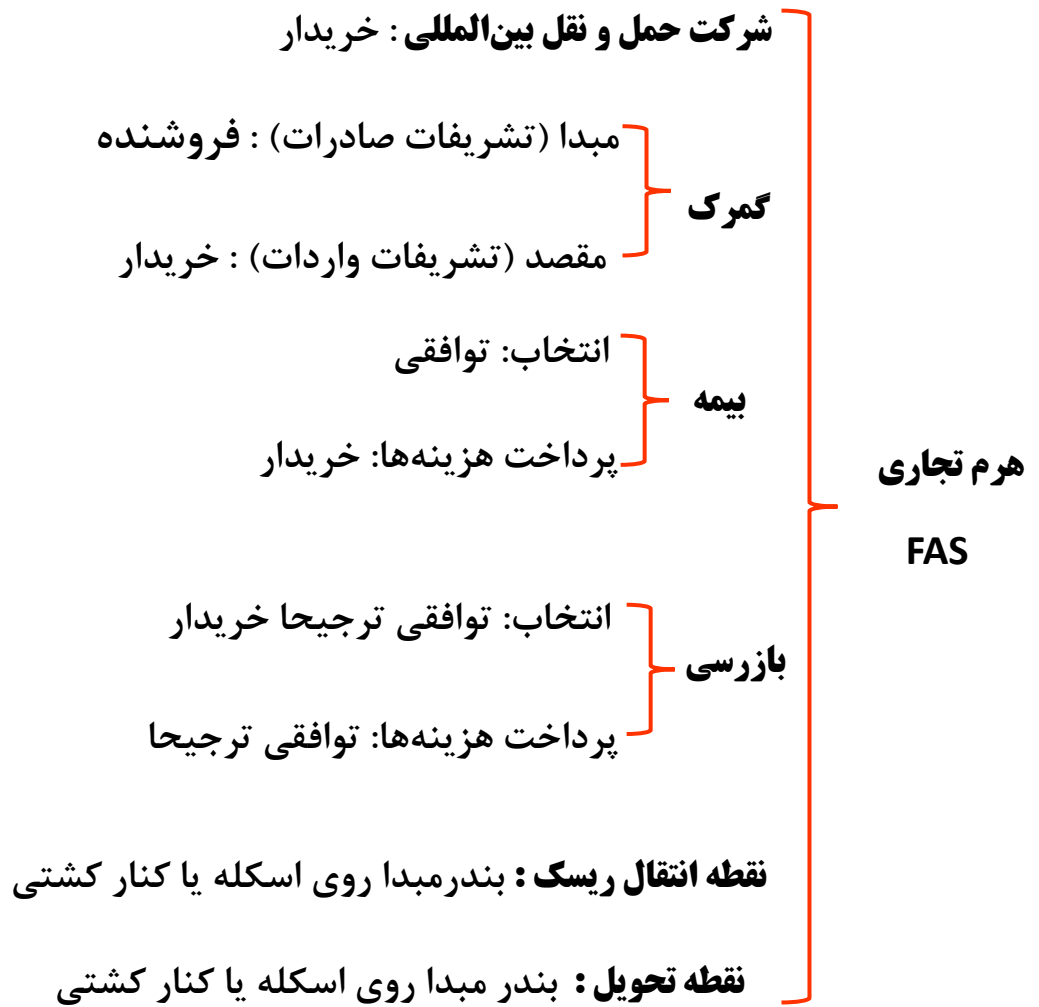 شرکت حمل و نقل بین‌المللی : خریدار
مبدا (تشریفات صادرات) : فروشنده
گمرک
مقصد (تشریفات واردات) : خریدار
انتخاب: توافقی
بیمه
پرداخت هزینه‌ها: خریدار
هرم تجاری
FAS
انتخاب: توافقی ترجیحا خریدار
بازرسی
پرداخت هزینه‌ها: توافقی ترجیحا
نقطه انتقال ریسک : بندرمبدا روی اسکله یا کنار کشتی
نقطه تحویل : بندر مبدا روی اسکله یا کنار کشتی